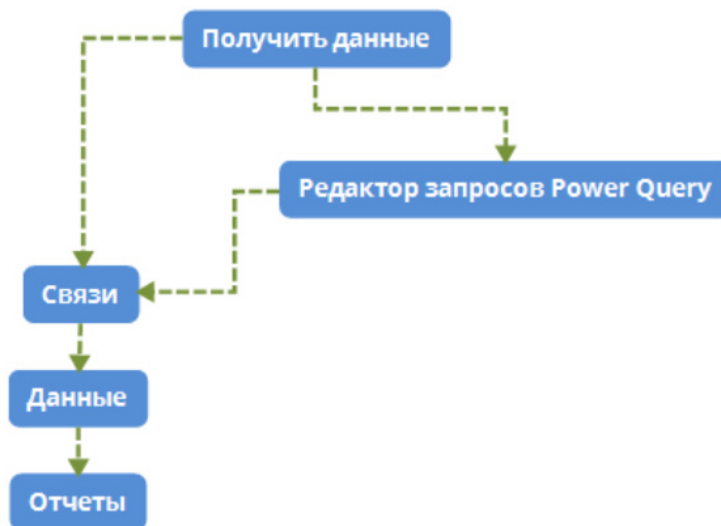 Получить данные
Редактор запросов Power Query
Связи
Данные
Отчеты